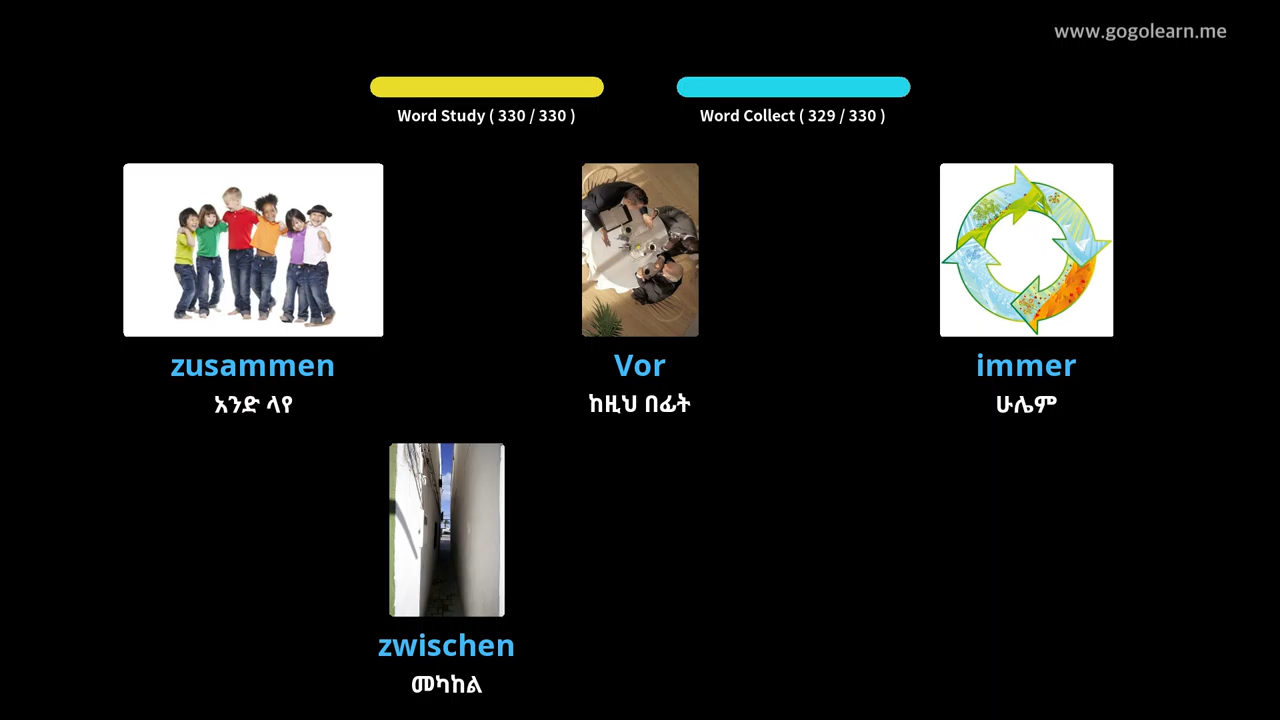 www.gogolearn.me
Word Study ( 330 / 330 )
Word Collect ( 329 / 330 )
zusammen
አንድ ላየ
Vor
ከዚህ በፊት
immer
ሁሌም
zwischen
መካከል